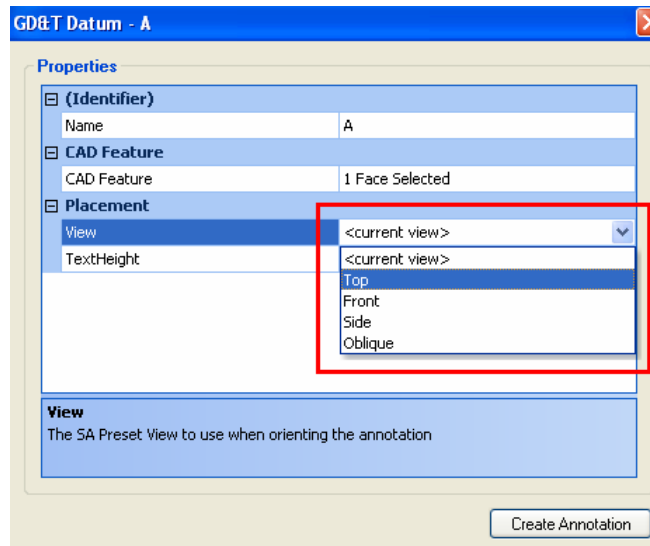 GD&T Datum - A
Properties
(Identifier)
Name A
CAD Feature
CAD Feature 1 Face Selected
Placement
View <current view>
TextHeight <current view>
Top
Front
Side
Oblique
View
The SA Preset View to use when orienting the annotation
Create Annotation